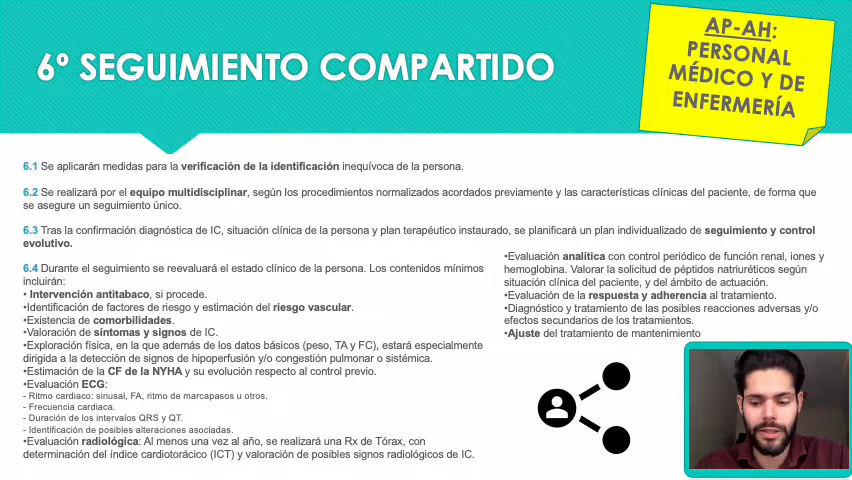 6º SEGUIMIENTO COMPARTIDO
AP-AH:
PERSONAL
MÉDICO Y DE
ENFERMERÍA
6.1 Se aplicarán medidas para la verificación de la identificación inequívoca de la persona.
6.2 Se realizará por el equipo multidisciplinar, según los procedimientos normalizados acordados previamente y las características clínicas del paciente, de forma que
se asegure un seguimiento único.
6.3 Tras la confirmación diagnóstica de IC, situación clínica de la persona y plan terapéutico instaurado, se planificará un plan individualizado de seguimiento y control
evolutivo.
6.4 Durante el seguimiento se reevaluará el estado clínico de la persona. Los contenidos mínimos
incluirán:
• Intervención antitabaco, si procede.
•Identificación de factores de riesgo y estimación del riesgo vascular.
•Existencia de comorbilidades.
•Valoración de síntomas y signos de IC.
•Exploración física, en la que además de los datos básicos (peso, TA y FC), estará especialmente
dirigida a la detección de signos de hipoperfusión y/o congestión pulmonar o sistémica.
•Estimación de la CF de la NYHA y su evolución respecto al control previo.
•Evaluación ECG:
- Ritmo cardiaco: sinusal, FA, ritmo de marcapasos u otros.
- Frecuencia cardiaca.
- Duración de los intervalos QRS y QT.
- Identificación de posibles alteraciones asociadas.
•Evaluación radiológica: Al menos una vez al año, se realizará una Rx de Tórax, con
determinación del índice cardiotorácico (ICT) y valoración de posibles signos radiológicos de IC.
•Evaluación analítica con control periódico de función renal, iones y
hemoglobina. Valorar la solicitud de péptidos natriuréticos según
situación clínica del paciente, y del ámbito de actuación.
•Evaluación de la respuesta y adherencia al tratamiento.
•Diagnóstico y tratamiento de las posibles reacciones adversas y/o
efectos secundarios de los tratamientos.
•Ajuste del tratamiento de mantenimiento